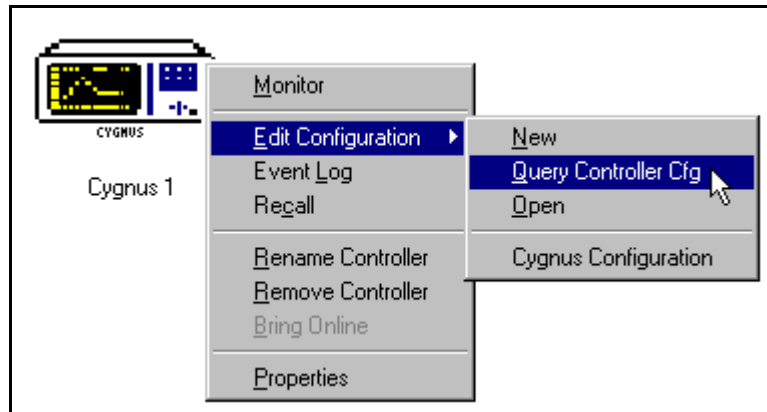 CYGNUS
Cygnus 1
Monitor
Edit Configuration
Event Log
Recall
Rename Controller
Remove Controller
Bring Online
Properties
New
Query Controller Cfg
Open
Cygnus Configuration